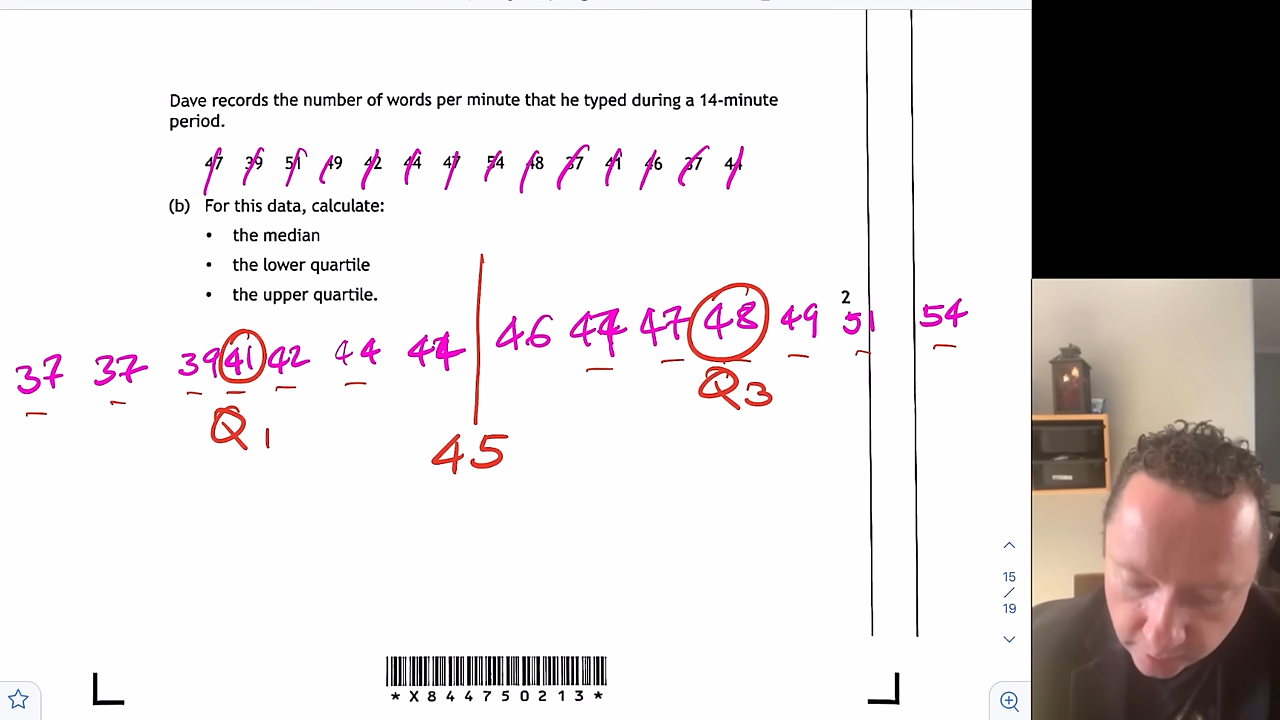 Dave records the number of words per minute that he typed during a 14-minute
period.
47 39 51 49 42 44 47 54 48 37 41 46 37 44
(b) For this data, calculate:
• the median
• the lower quartile
• the upper quartile.
2
37 37 39 41 42 44 44 46 47 47 48 49 51 54
Q1 Q3
45
15
/
19
*X844750213*